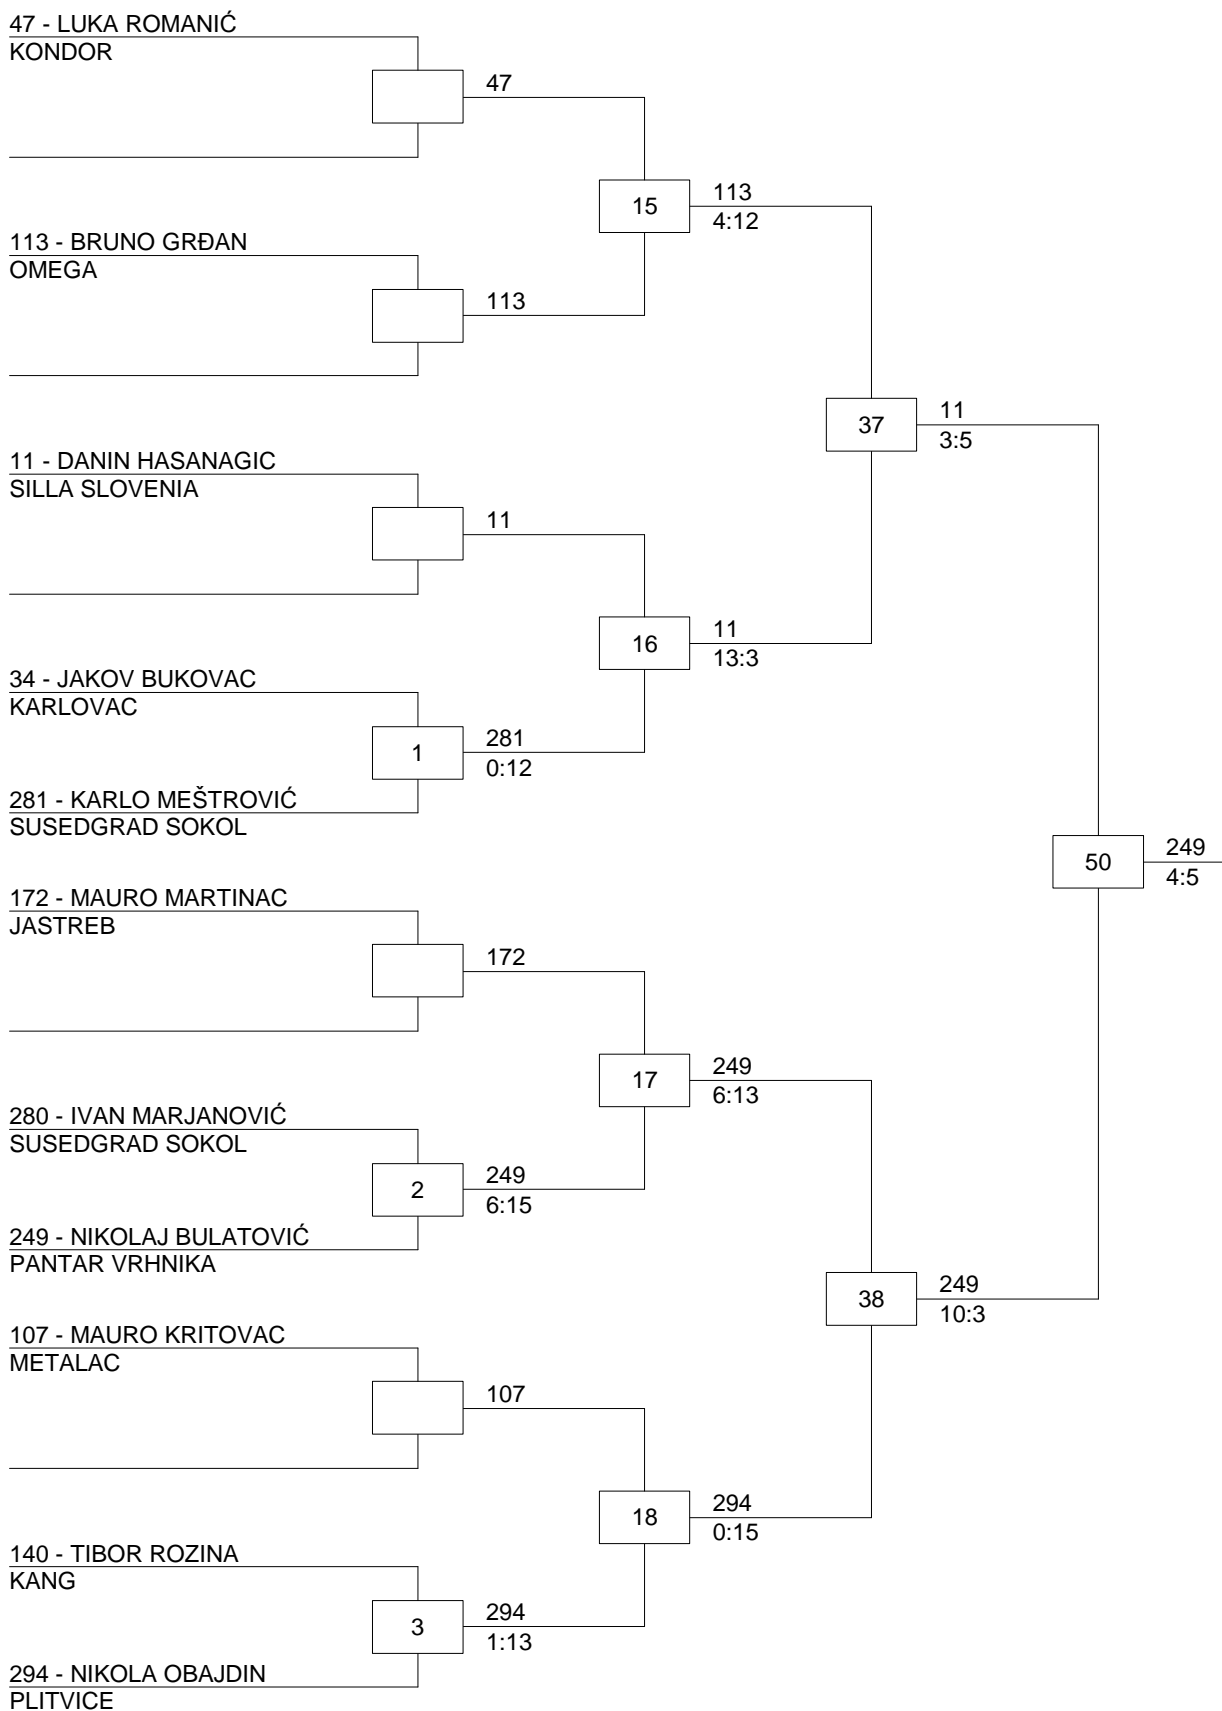 47 - LUKA ROMANIĆ
KONDOR
47
15
113
4:12
113 - BRUNO GRĐAN
OMEGA
113
37
11
3:5
11 - DANIN HASANAGIC
SILLA SLOVENIA
11
16
11
13:3
34 - JAKOV BUKOVAC
KARLOVAC
1
281
0:12
281 - KARLO MEŠTROVIĆ
SUSEDGRAD SOKOL
50
249
4:5
172 - MAURO MARTINAC
JASTREB
172
17
249
6:13
280 - IVAN MARJANOVIĆ
SUSEDGRAD SOKOL
2
249
6:15
249 - NIKOLAJ BULATOVIĆ
PANTAR VRHNIKA
38
249
10:3
107 - MAURO KRITOVAC
METALAC
107
18
294
0:15
140 - TIBOR ROZINA
KANG
3
294
1:13
294 - NIKOLA OBAJDIN
PLITVICE